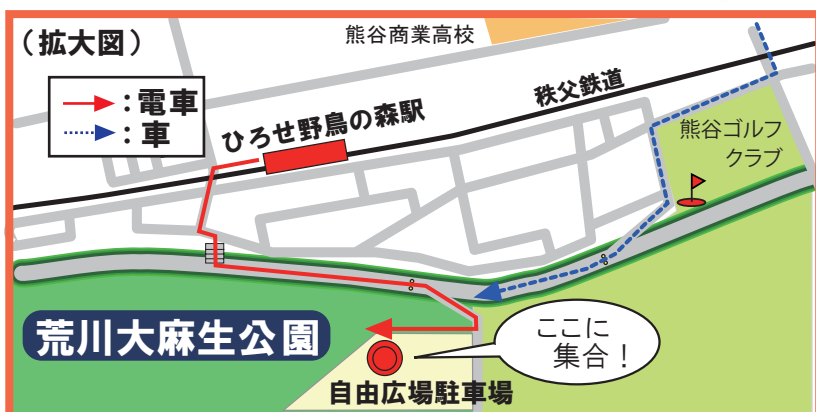 (拡大図)
熊谷商業高校
:電車
:車
ひろせ野鳥の森駅
秩父鉄道
熊谷ゴルフ
クラブ
荒川大麻生公園
ここに
集合!
自由広場駐車場